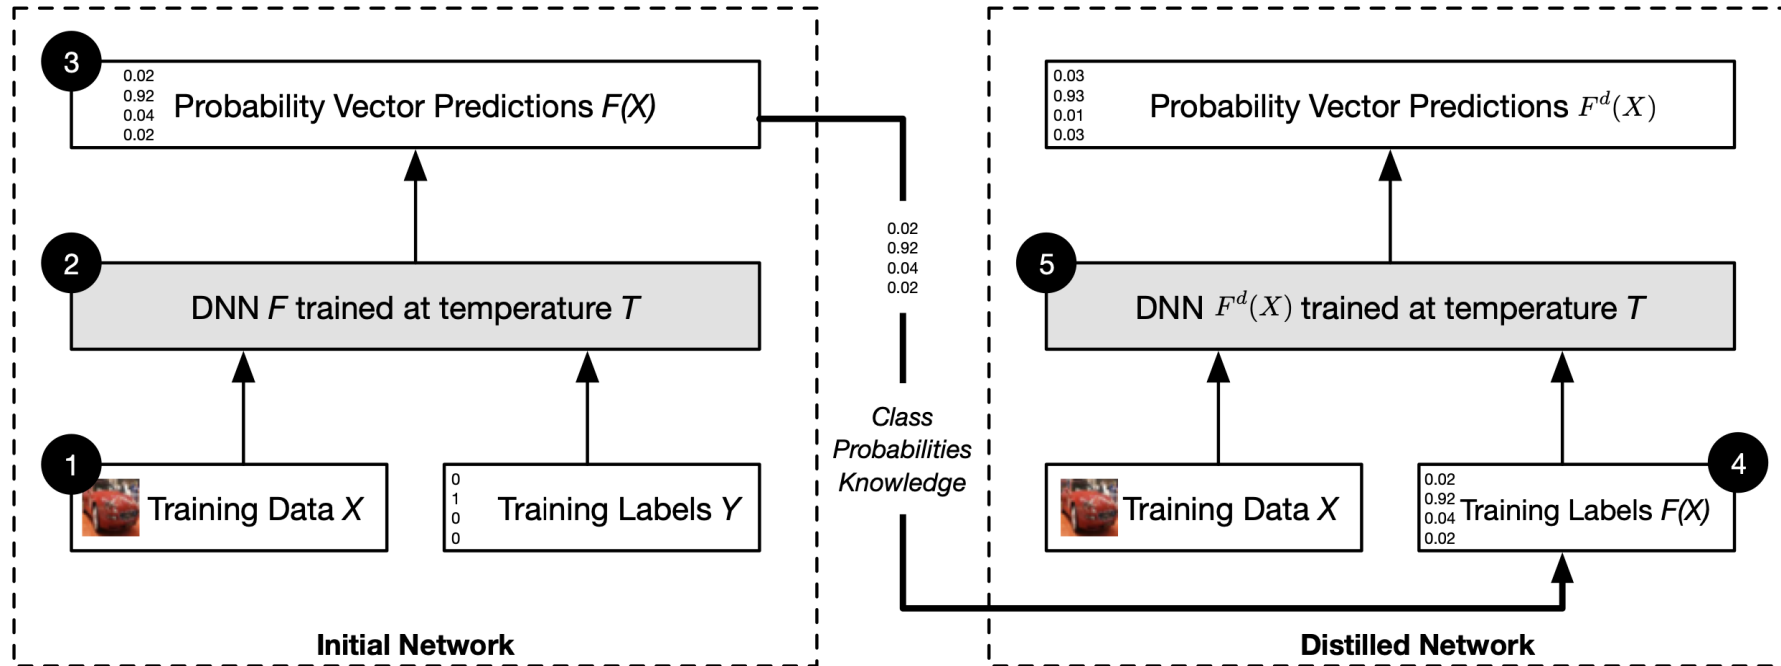 3
0.02
0.92
0.04
0.02
Probability Vector Predictions F(X)
2
DNN F trained at temperature T
1
Training Data X
0
1
0
0
Training Labels Y
Initial Network
0.02
0.92
0.04
0.02
Class
Probabilities
Knowledge
0.03
0.93
0.01
0.03
Probability Vector Predictions F^d(X)
5
DNN F^d(X) trained at temperature T
Training Data X
4
0.02
0.92
0.04
0.02
Training Labels F(X)
Distilled Network